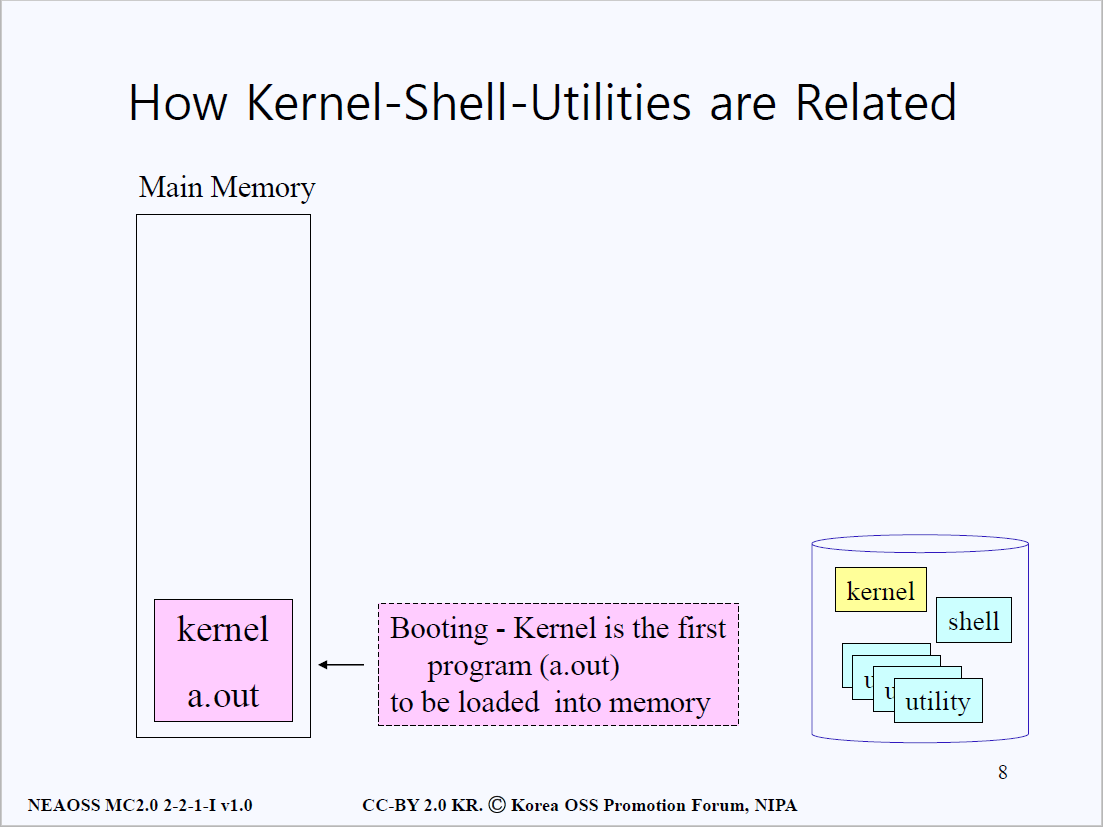 How Kernel-Shell-Utilities are Related
Main Memory
kernel
a.out
Booting - Kernel is the first
program (a.out)
to be loaded into memory
kernel
shell
u
u
utility
8
NEAOSS MC2.0 2-2-1-I v1.0
CC-BY 2.0 KR. Ⓒ Korea OSS Promotion Forum, NIPA